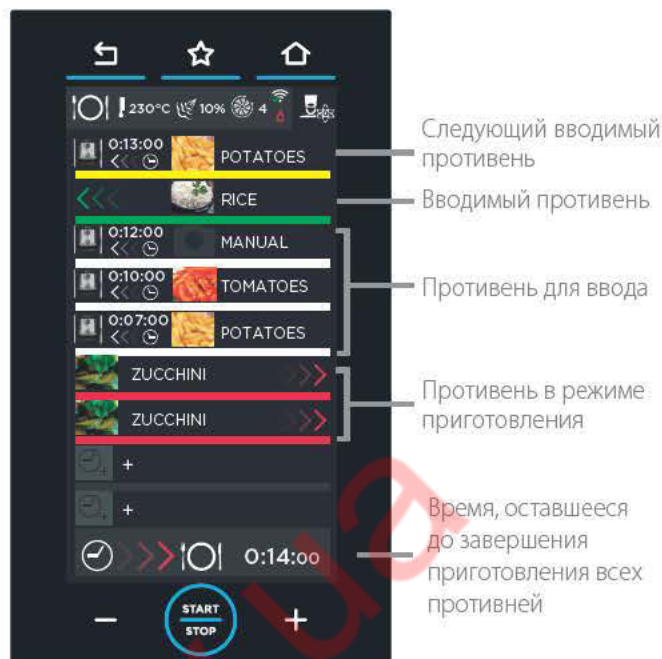 230°C 10% 4
0:13:00 POTATOES
Следующий вводимый
противень
RICE
Вводимый противень
0:12:00 MANUAL
0:10:00 TOMATOES
Противень для ввода
0:07:00 POTATOES
ZUCCHINI
ZUCCHINI
Противень в режиме
приготовления
+
+
0:14:00
Время, оставшееся
до завершения
приготовления всех
противней
− START +
STOP
ua